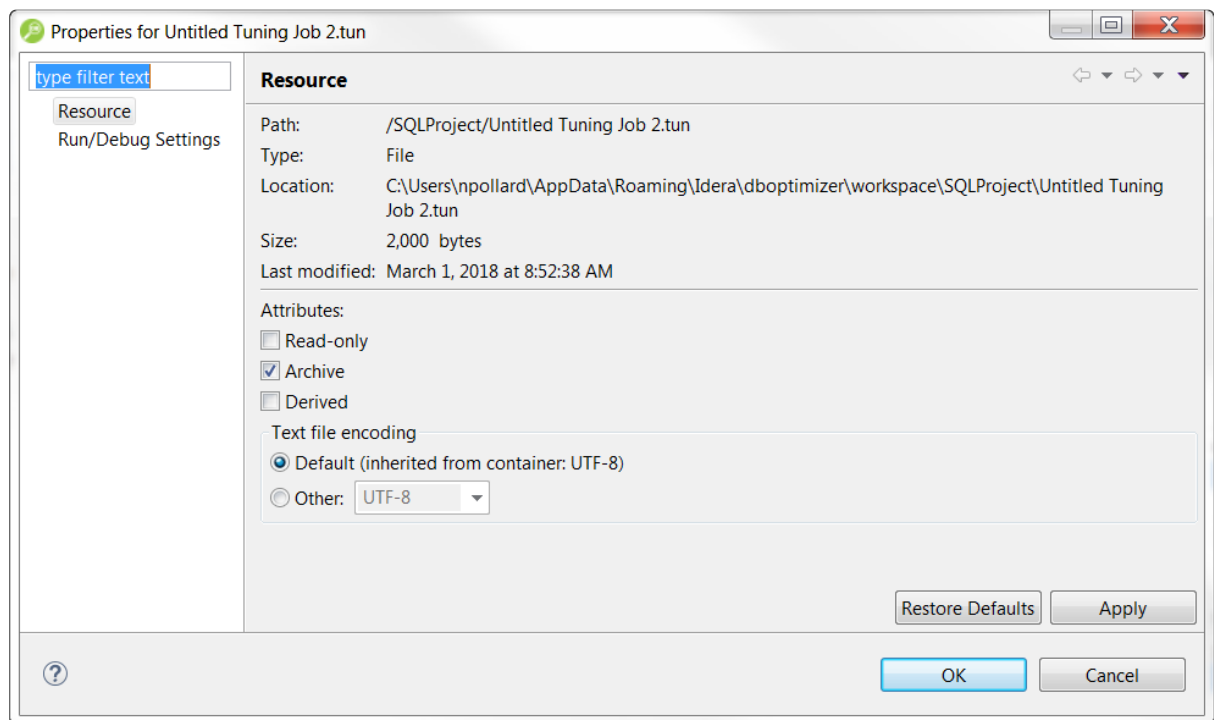 Properties for Untitled Tuning Job 2.tun
type filter text
Resource
Run/Debug Settings
Resource
Path: /SQLProject/Untitled Tuning Job 2.tun
Type: File
Location: C:\Users\npollard\AppData\Roaming\Idera\dboptimizer\workspace\SQLProject\Untitled Tuning
Job 2.tun
Size: 2,000 bytes
Last modified: March 1, 2018 at 8:52:38 AM
Attributes:
Read-only
Archive
Derived
Text file encoding
Default (inherited from container: UTF-8)
Other: UTF-8
Restore Defaults Apply
? OK Cancel